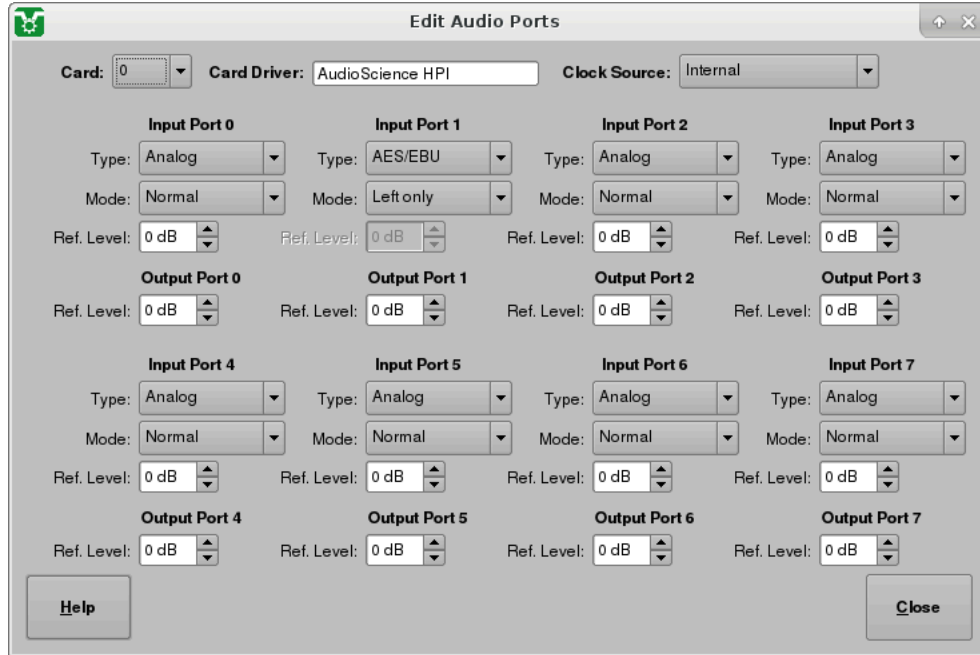 Edit Audio Ports
Card: 0 Card Driver: AudioScience HPI Clock Source: Internal
Input Port 0 Input Port 1 Input Port 2 Input Port 3
Type: Analog Type: AES/EBU Type: Analog Type: Analog
Mode: Normal Mode: Left only Mode: Normal Mode: Normal
Ref. Level: 0 dB Ref. Level: 0 dB Ref. Level: 0 dB Ref. Level: 0 dB
Output Port 0 Output Port 1 Output Port 2 Output Port 3
Ref. Level: 0 dB Ref. Level: 0 dB Ref. Level: 0 dB Ref. Level: 0 dB
Input Port 4 Input Port 5 Input Port 6 Input Port 7
Type: Analog Type: Analog Type: Analog Type: Analog
Mode: Normal Mode: Normal Mode: Normal Mode: Normal
Ref. Level: 0 dB Ref. Level: 0 dB Ref. Level: 0 dB Ref. Level: 0 dB
Output Port 4 Output Port 5 Output Port 6 Output Port 7
Ref. Level: 0 dB Ref. Level: 0 dB Ref. Level: 0 dB Ref. Level: 0 dB
Help Close